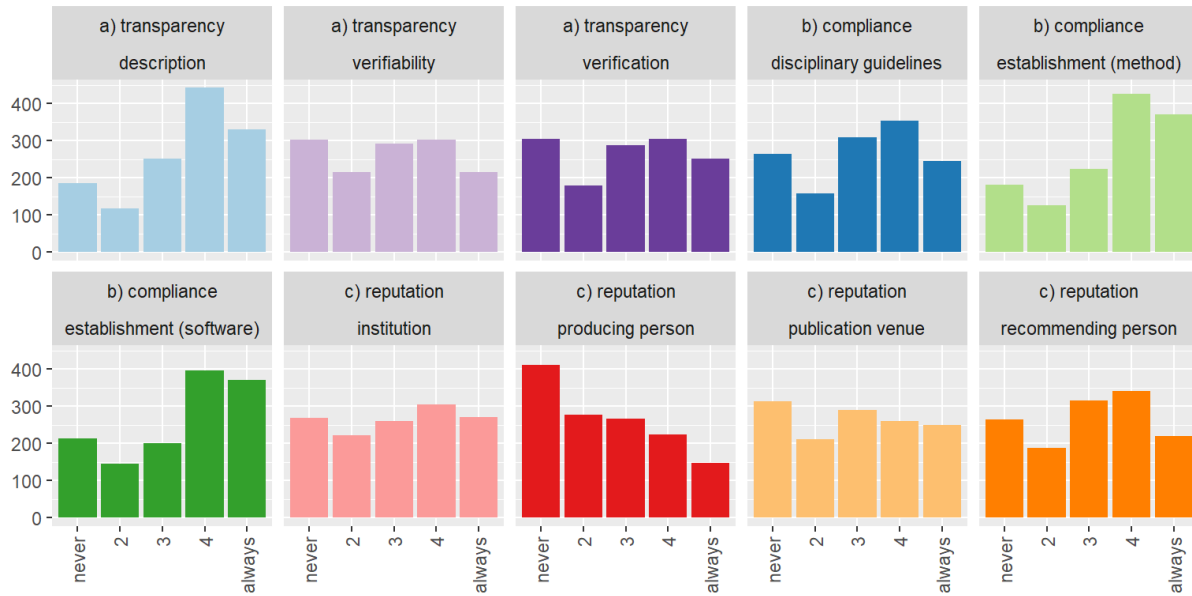 a) transparency
description
a) transparency
verifiability
a) transparency
verification
b) compliance
disciplinary guidelines
b) compliance
establishment (method)
400
300
200
100
0
b) compliance
establishment (software)
c) reputation
institution
c) reputation
producing person
c) reputation
publication venue
c) reputation
recommending person
400
300
200
100
0
never 2 3 4 always
never 2 3 4 always
never 2 3 4 always
never 2 3 4 always
never 2 3 4 always